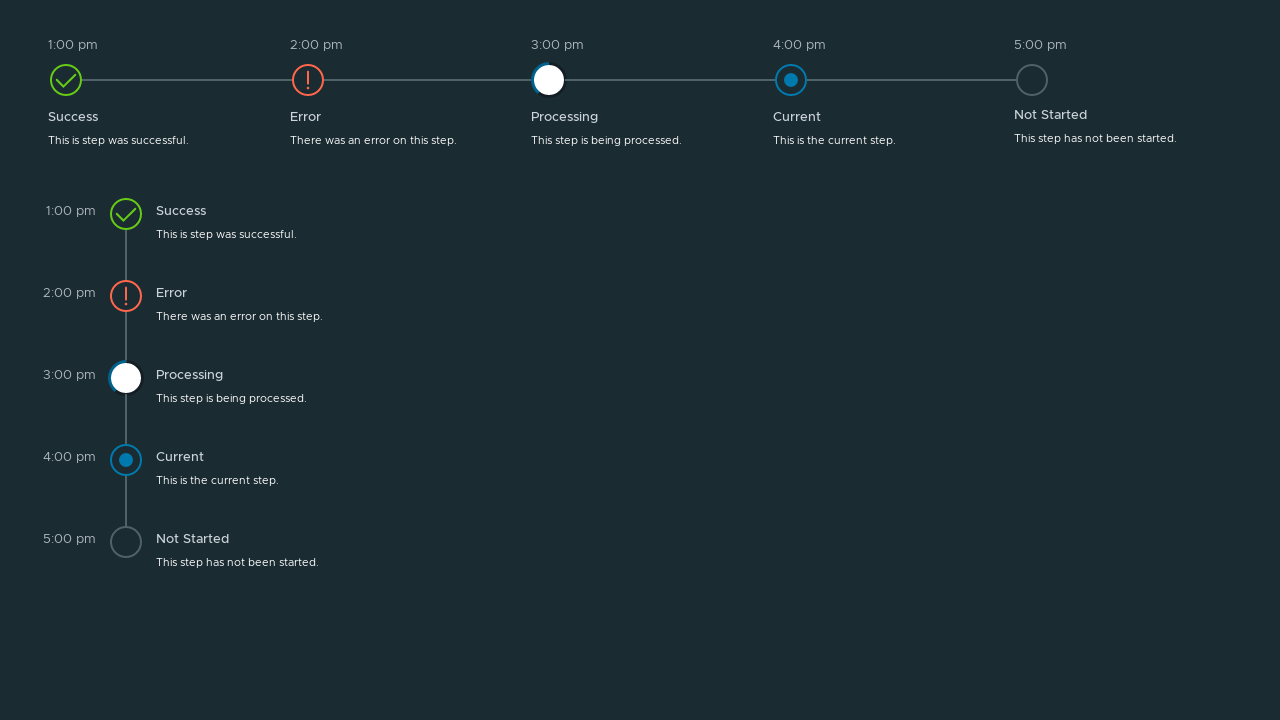 1:00 pm
Success
This is step was successful.
2:00 pm
Error
There was an error on this step.
3:00 pm
Processing
This step is being processed.
4:00 pm
Current
This is the current step.
5:00 pm
Not Started
This step has not been started.
1:00 pm
Success
This is step was successful.
2:00 pm
Error
There was an error on this step.
3:00 pm
Processing
This step is being processed.
4:00 pm
Current
This is the current step.
5:00 pm
Not Started
This step has not been started.